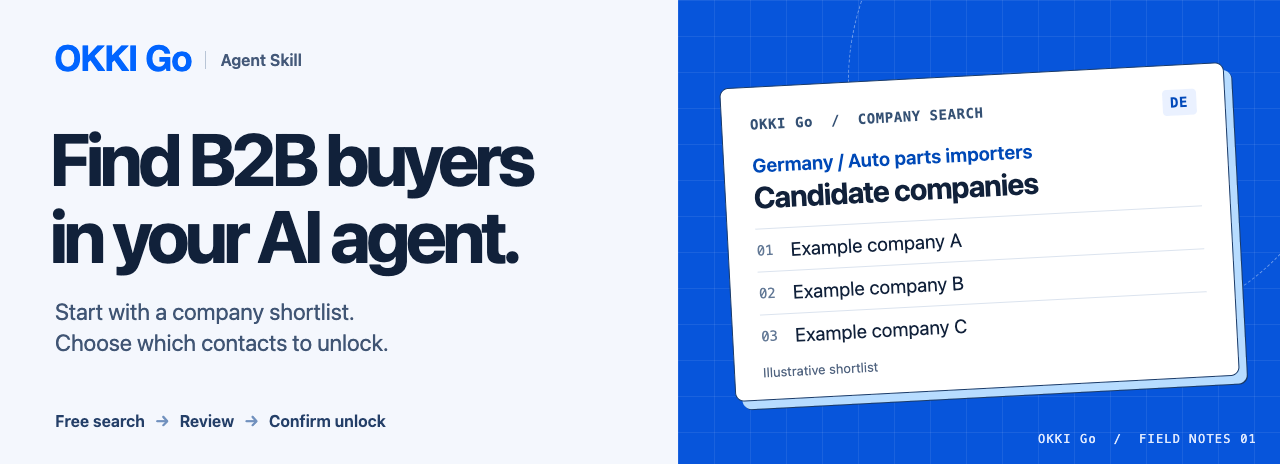 OKKI Go | Agent Skill
Find B2B buyers
in your AI agent.
Start with a company shortlist.
Choose which contacts to unlock.
Free search → Review → Confirm unlock
OKKI Go / COMPANY SEARCH
DE
Germany / Auto parts importers
Candidate companies
01 Example company A
02 Example company B
03 Example company C
Illustrative shortlist
OKKI Go / FIELD NOTES 01